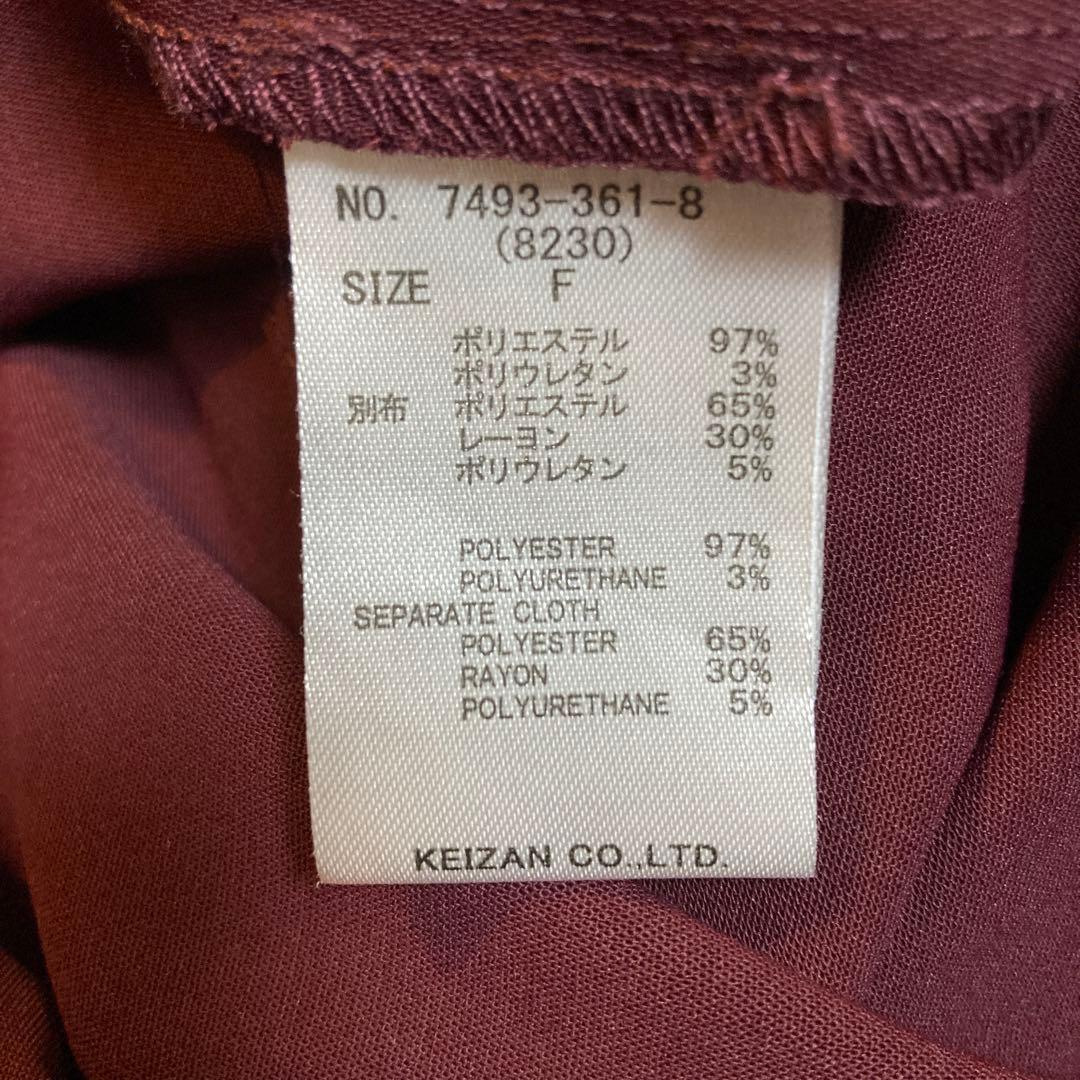 NO. 7493-361-8
(8230)
SIZE F
ポリエステル 97%
ポリウレタン 3%
別布 ポリエステル 65%
レーヨン 30%
ポリウレタン 5%
POLYESTER 97%
POLYURETHANE 3%
SEPARATE CLOTH
POLYESTER 65%
RAYON 30%
POLYURETHANE 5%
KEIZAN CO.,LTD.